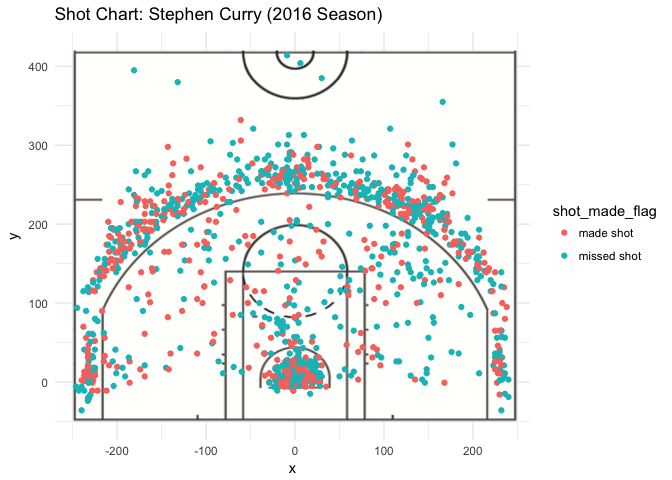 Shot Chart: Stephen Curry (2016 Season)
400
300
200
100
0
y
-200 -100 0 100 200
x
shot_made_flag
made shot
missed shot